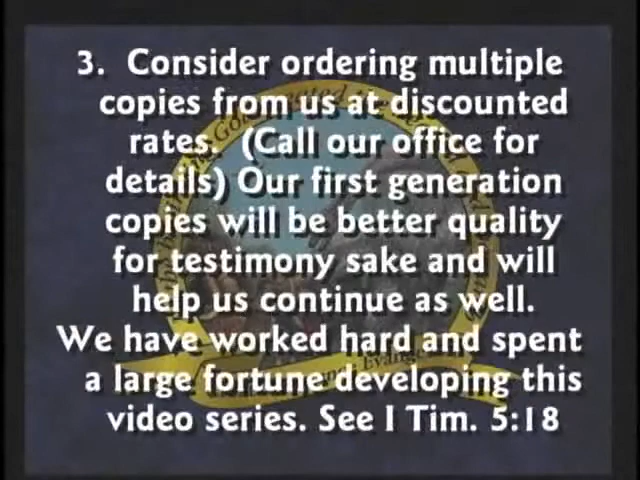 3. Consider ordering multiple
copies from us at discounted
rates. (Call our office for
details) Our first generation
copies will be better quality
for testimony sake and will
help us continue as well.
We have worked hard and spent
a large fortune developing this
video series. See I Tim. 5:18